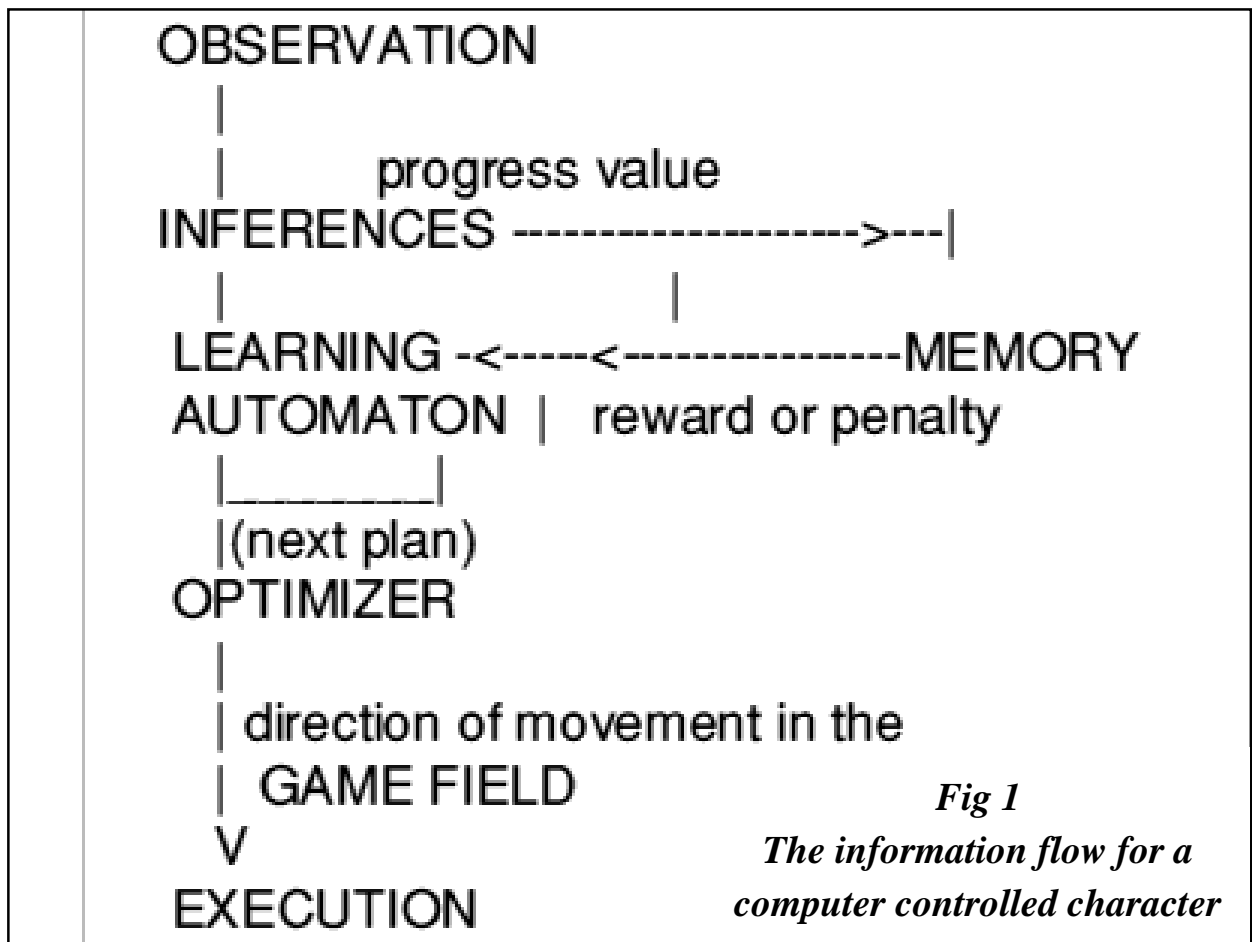 OBSERVATION
|
| progress value
INFERENCES --------------------->---|
| |
LEARNING -<-----<----------------MEMORY
AUTOMATON | reward or penalty
|__________|
|(next plan)
OPTIMIZER
|
| direction of movement in the
| GAME FIELD
V
EXECUTION
Fig 1
The information flow for a
computer controlled character